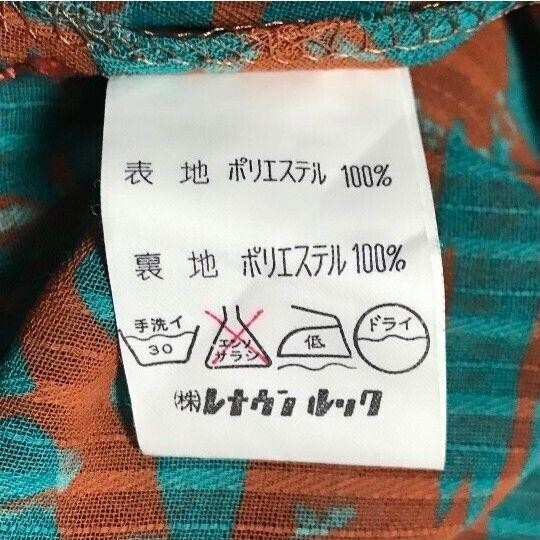 表地 ポリエステル 100%
裏地 ポリエステル 100%
手洗イ 30 エンソサラシ 低 ドライ
㈱レナウンルック